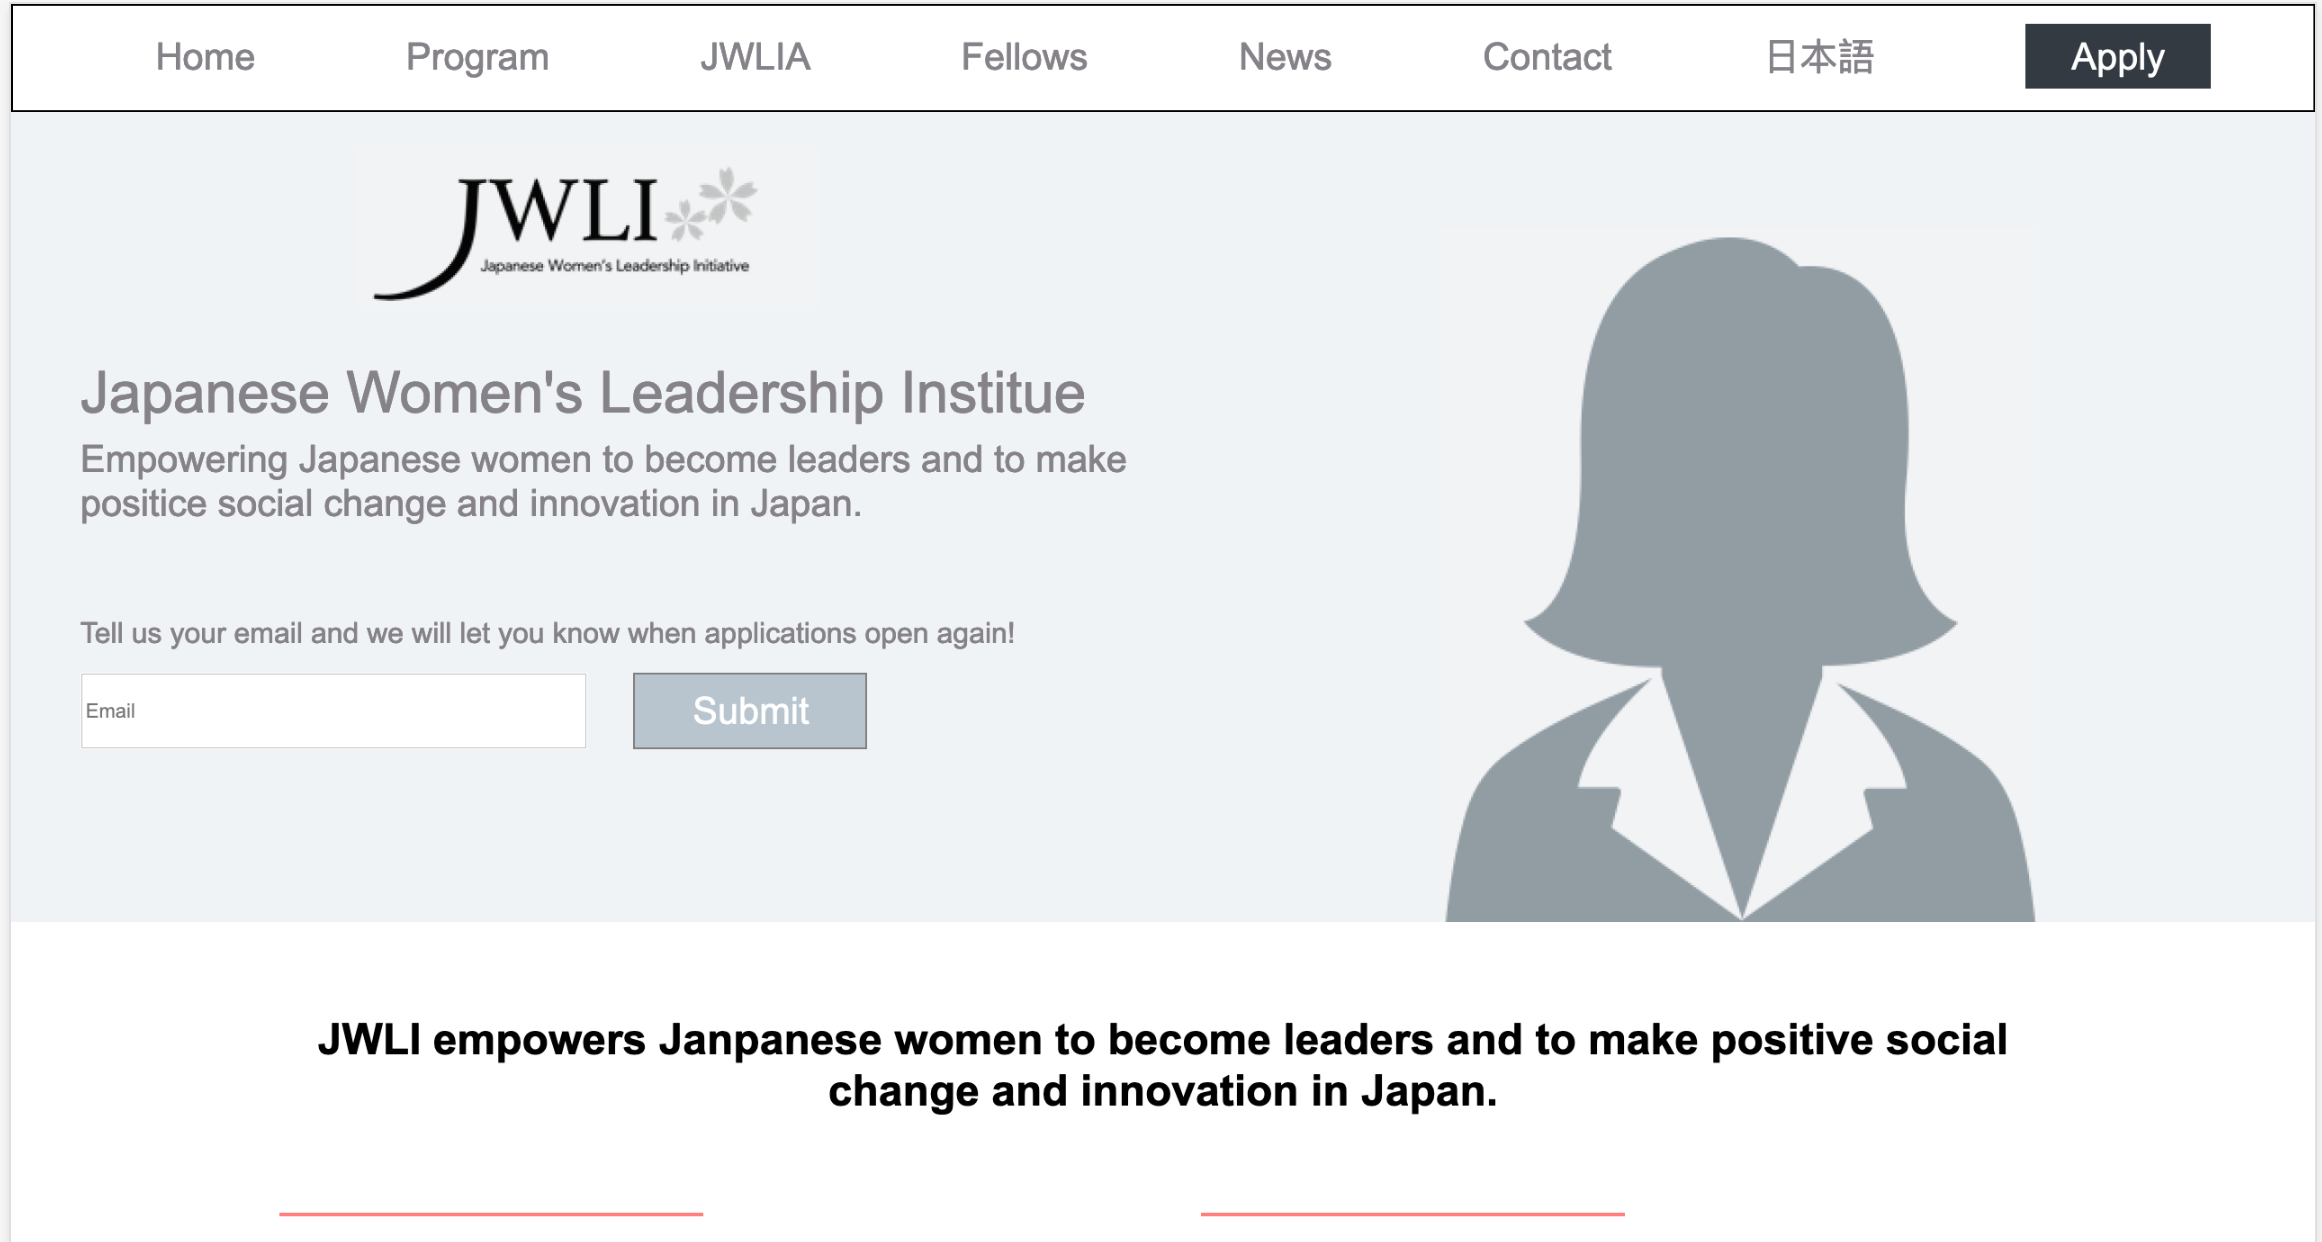 Home Program JWLIA Fellows News Contact 日本語 Apply
JWLI
Japanese Women's Leadership Initiative
Japanese Women's Leadership Institue
Empowering Japanese women to become leaders and to make
positice social change and innovation in Japan.
Tell us your email and we will let you know when applications open again!
Email Submit
JWLI empowers Janpanese women to become leaders and to make positive social
change and innovation in Japan.